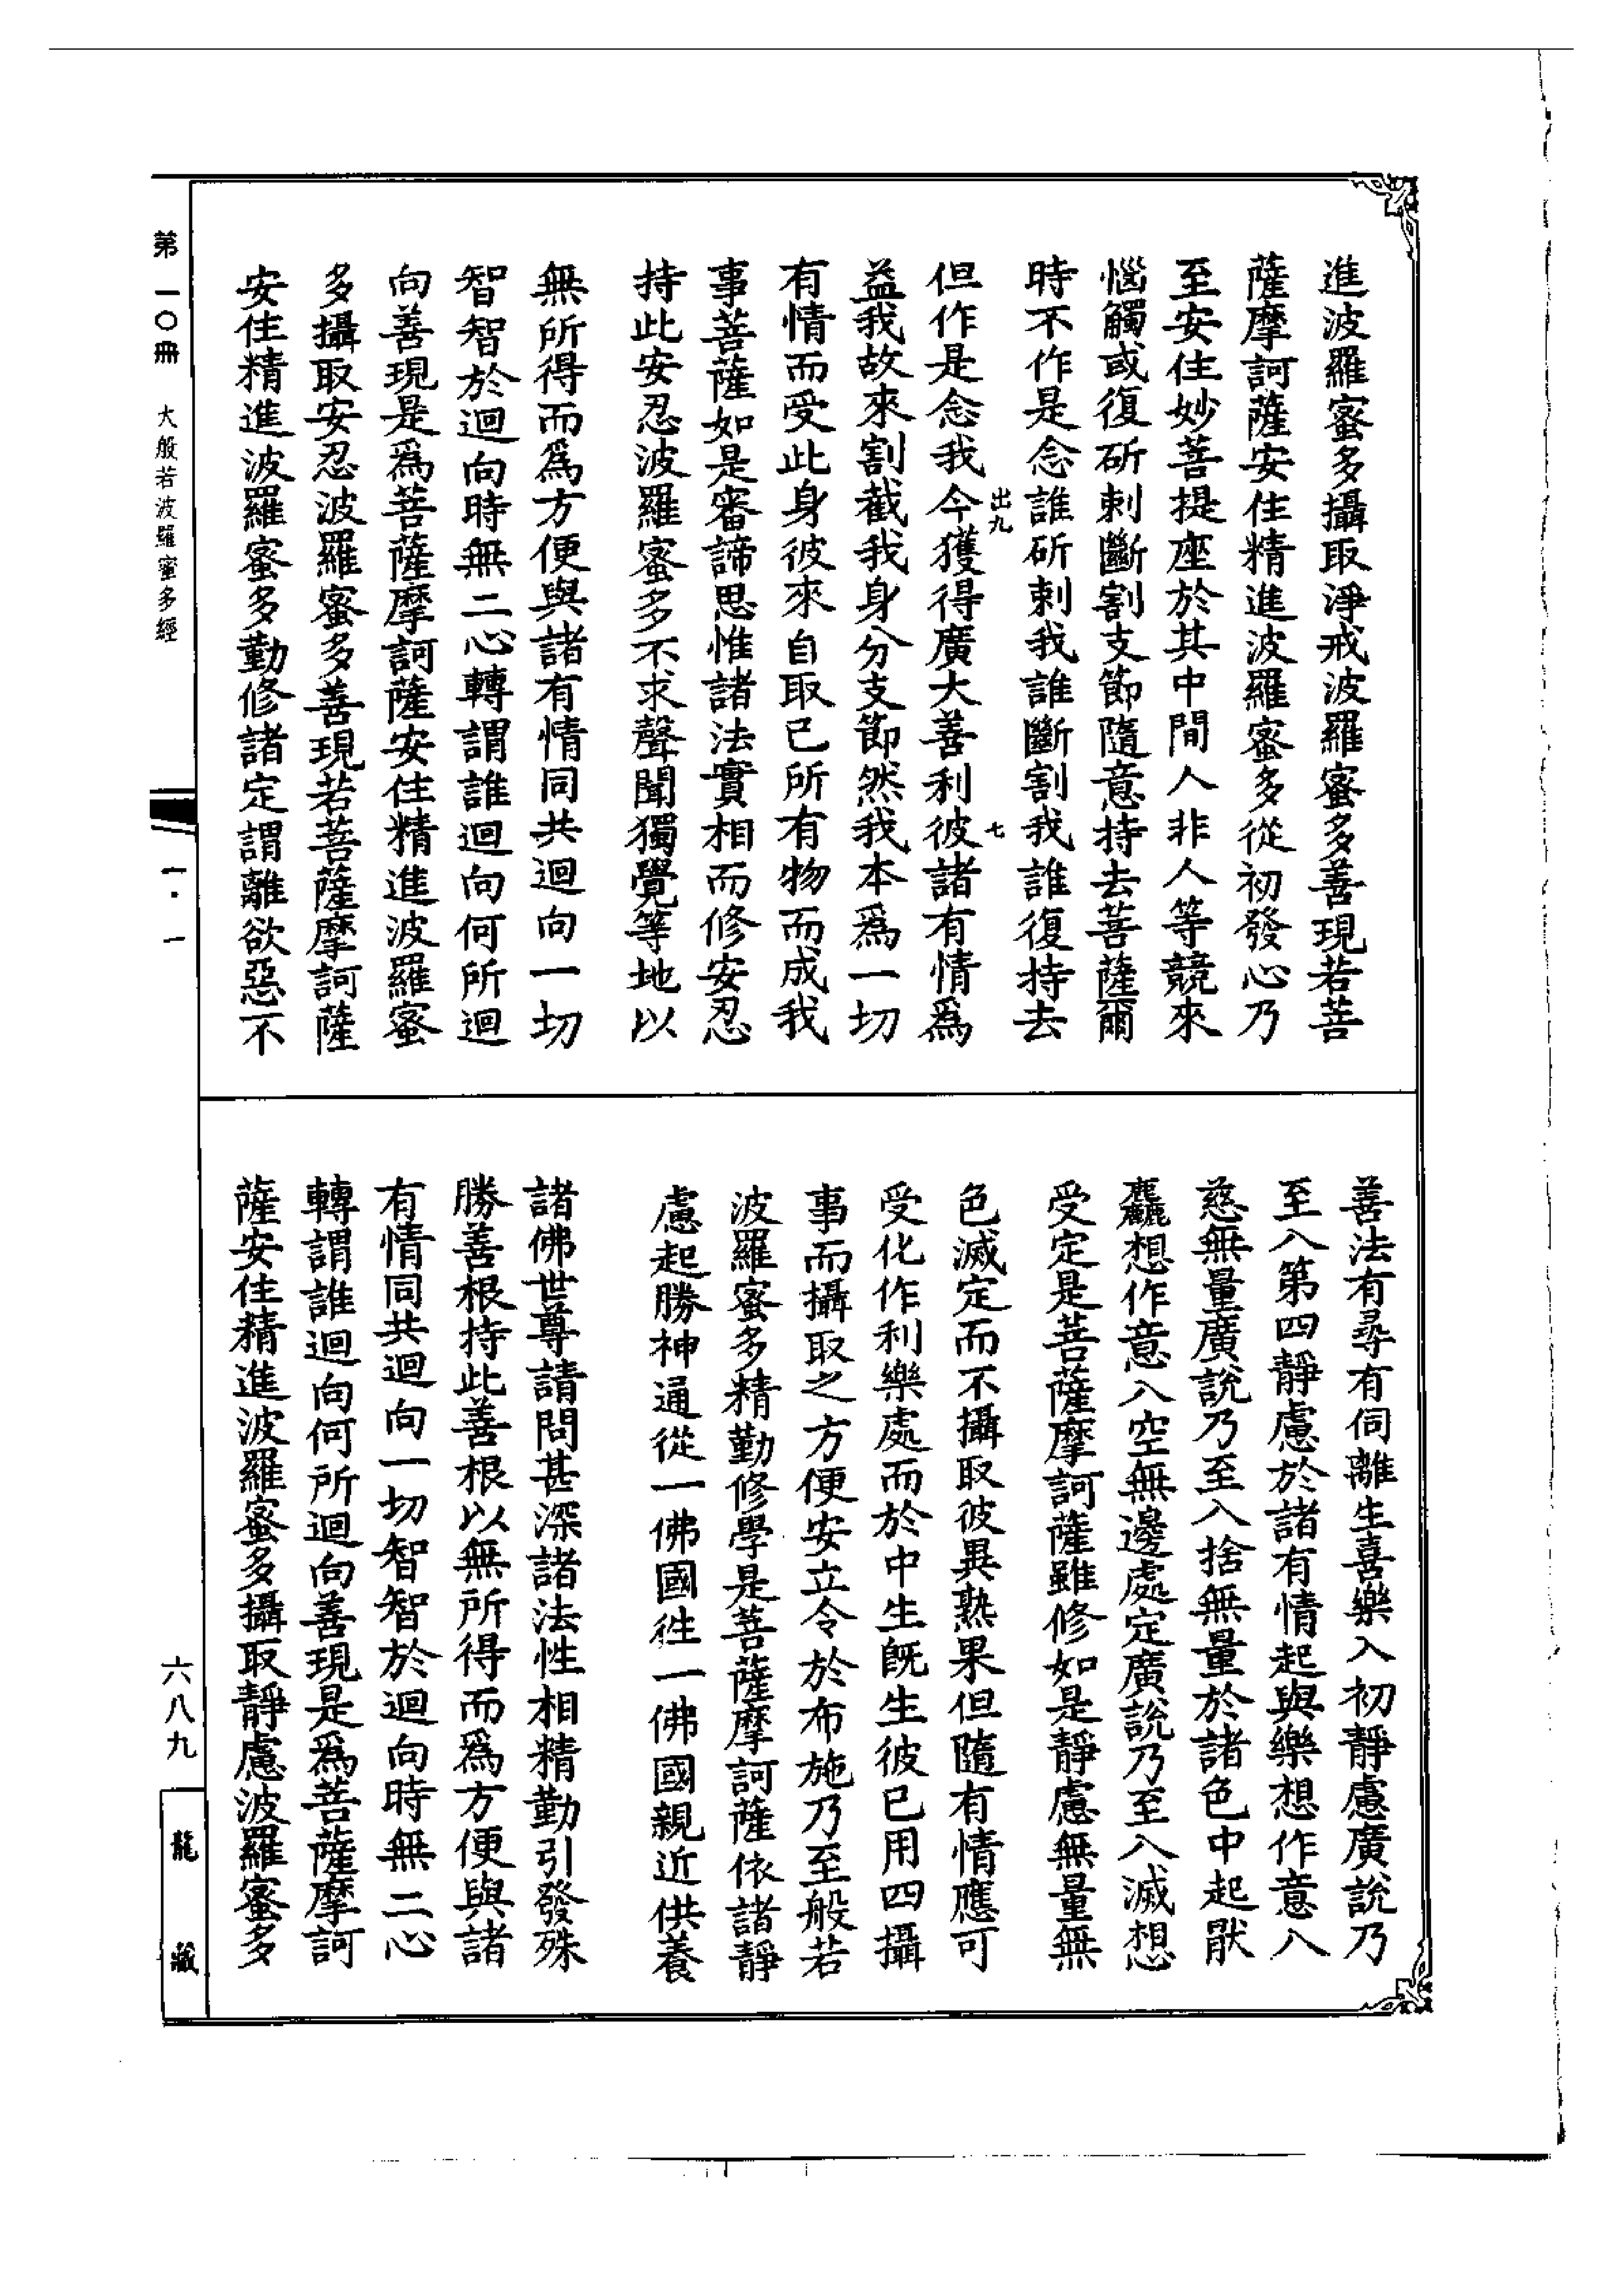 進波羅蜜多攝取淨戒波羅蜜多善現若菩
薩摩訶薩安住精進波羅蜜多從初發心乃
至安住妙菩提座於其中間人非人等競來
惱觸或復斫刺斷割支節隨意持去菩薩爾
時不作是念誰斫刺我誰斷割我誰復持去
出九
七
但作是念我今獲得廣大善利彼諸有情爲
益我故來割截我身分支節然我本爲一切
有情而受此身彼來自取己所有物而成我
事菩薩如是審諦思惟諸法實相而修安忍
持此安忍波羅蜜多不求聲聞獨覺等地以
無所得而爲方便與諸有情同共迴向一切
智智於迴向時無二心轉謂誰迴向何所迴
向善現是爲菩薩摩訶薩安住精進波羅蜜
多攝取安忍波羅蜜多善現若菩薩摩訶薩
安住精進波羅蜜多勤修諸定謂離欲惡不
善法有尋有伺離生喜樂入初靜慮廣說乃
至入第四靜慮於諸有情起與樂想作意入
慈無量廣說乃至入捨無量於諸色中起厭
麤想作意入空無邊處定廣說乃至入滅想
受定是菩薩摩訶薩雖修如是靜慮無量無
色滅定而不攝取彼異熟果但隨有情應可
受化作利樂處而於中生既生彼已用四攝
事而攝取之方便安立令於布施乃至般若
波羅蜜多精勤修學是菩薩摩訶薩依諸靜
慮起勝神通從一佛國往一佛國親近供養
諸佛世尊請問甚深諸法性相精勤引發殊
勝善根持此善根以無所得而爲方便與諸
有情同共迴向一切智智於迴向時無二心
轉謂誰迴向何所迴向善現是爲菩薩摩訶
薩安住精進波羅蜜多攝取靜慮波羅蜜多
第一〇冊 大般若波羅蜜多經
一·一
六八九
龍藏